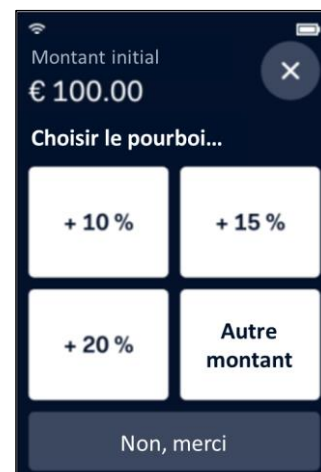 Montant initial
€ 100.00
Choisir le pourboi...
+ 10 %
+ 15 %
+ 20 %
Autre
montant
Non, merci